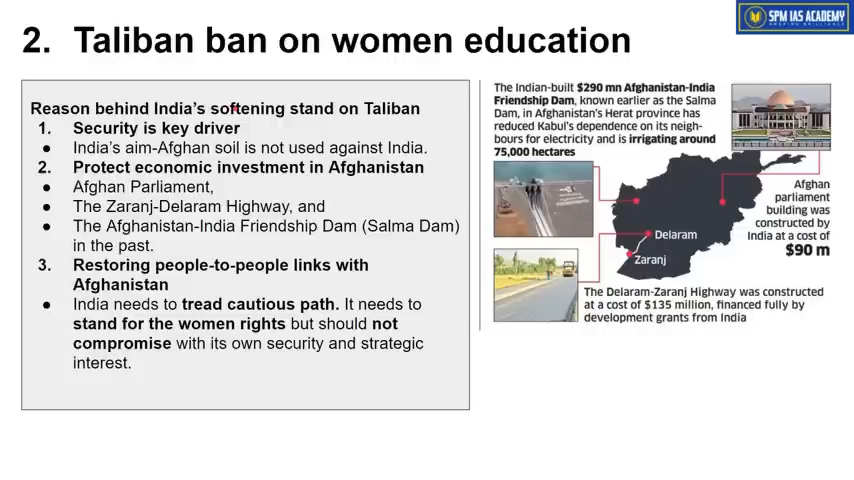 2. Taliban ban on women education
SPM IAS ACADEMY
Reason behind India's softening stand on Taliban
1. Security is key driver
● India's aim-Afghan soil is not used against India.
2. Protect economic investment in Afghanistan
● Afghan Parliament,
● The Zaranj-Delaram Highway, and
● The Afghanistan-India Friendship Dam (Salma Dam)
in the past.
3. Restoring people-to-people links with
Afghanistan
● India needs to tread cautious path. It needs to
stand for the women rights but should not
compromise with its own security and strategic
interest.
The Indian-built $290 mn Afghanistan-India
Friendship Dam, known earlier as the Salma
Dam, in Afghanistan's Herat province has
reduced Kabul's dependence on its neigh-
bours for electricity and is irrigating around
75,000 hectares
Afghan
parliament
building was
constructed by
India at a cost of
$90 m
Delaram
Zaranj
The Delaram-Zaranj Highway was constructed
at a cost of $135 million, financed fully by
development grants from India